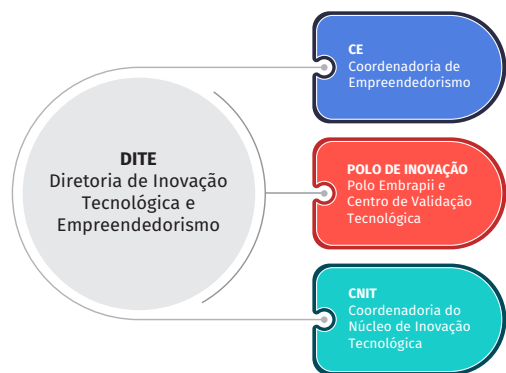 DITE
Diretoria de Inovação
Tecnológica e
Empreendedorismo
CE
Coordenadoria de
Empreendedorismo
POLO DE INOVAÇÃO
Polo Embrapii e
Centro de Validação
Tecnológica
CNIT
Coordenadoria do
Núcleo de Inovação
Tecnológica